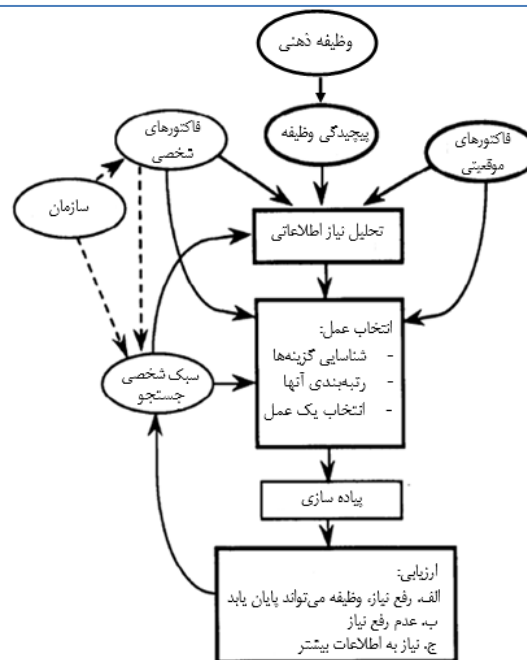 وظیفه ذهنی
پیچیدگی وظیفه
فاکتورهای
شخصی
فاکتورهای
موقعیتی
سازمان
تحلیل نیاز اطلاعاتی
انتخاب عمل:
- شناسایی گزینه‌ها
- رتبه‌بندی آنها
- انتخاب یک عمل
سبک شخصی
جستجو
پیاده سازی
ارزیابی:
الف. رفع نیاز، وظیفه می‌تواند پایان یابد
ب. عدم رفع نیاز
ج. نیاز به اطلاعات بیشتر